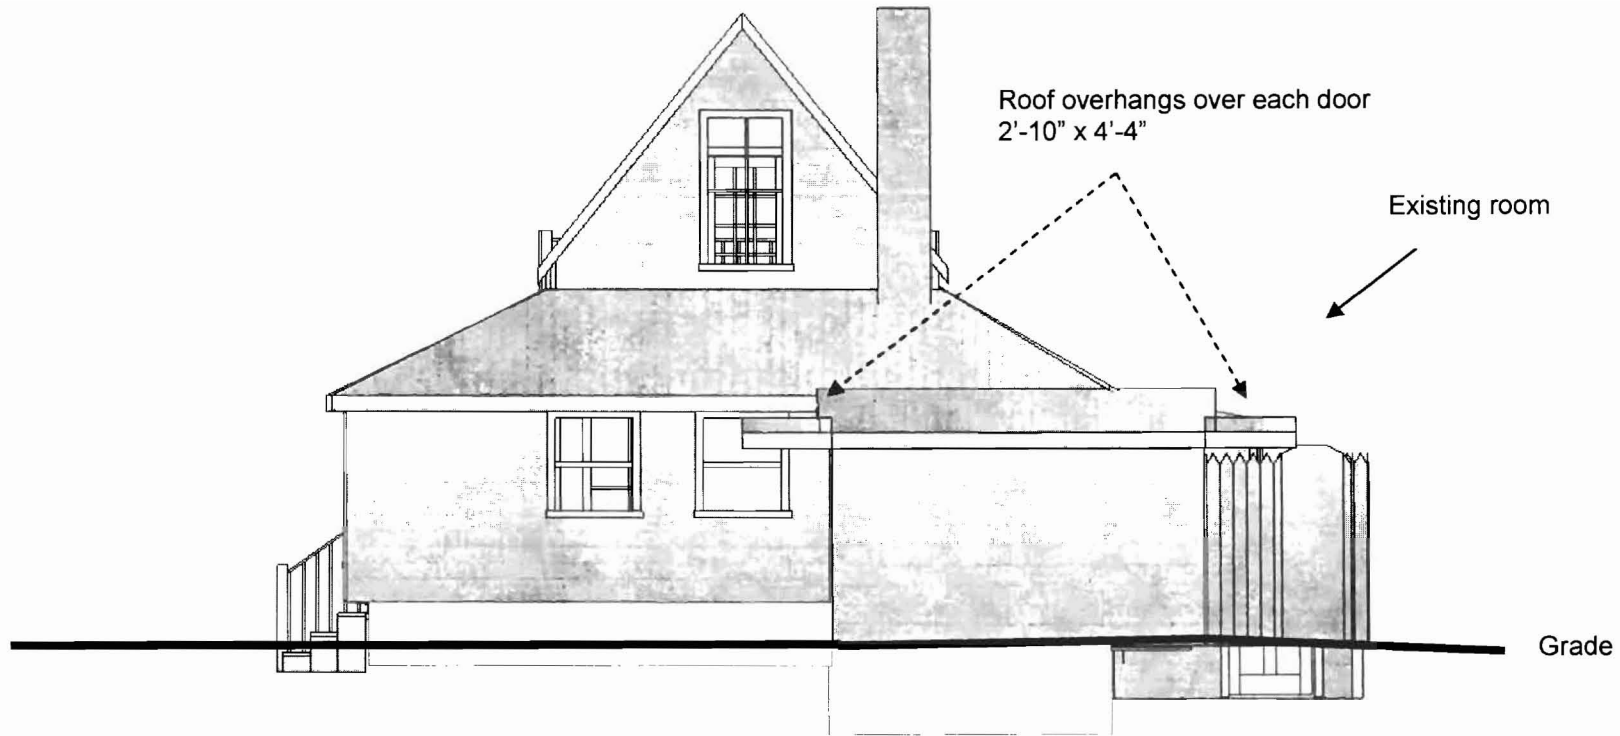 Roof overhangs over each door
2’-10” x 4’-4”
Existing room
Grade